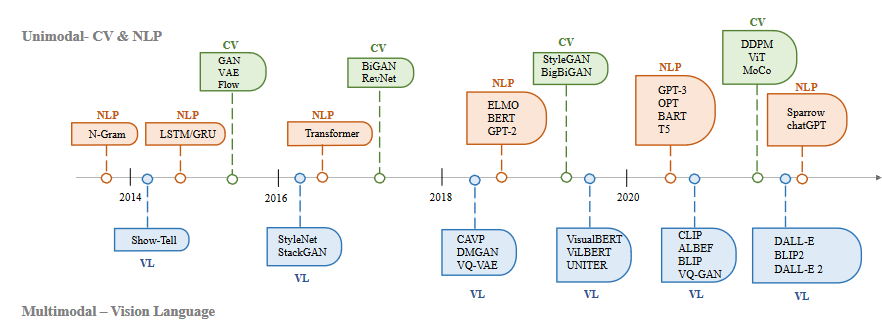 Unimodal- CV & NLP
CV
GAN
VAE
Flow
CV
BiGAN
RevNet
CV
StyleGAN
BigBiGAN
CV
DDPM
ViT
MoCo
NLP
N-Gram
NLP
LSTM/GRU
NLP
Transformer
NLP
ELMO
BERT
GPT-2
NLP
GPT-3
OPT
BART
T5
NLP
Sparrow
chatGPT
2014
2016
2018
2020
Show-Tell
VL
StyleNet
StackGAN
VL
CAVP
DMGAN
VQ-VAE
VL
VisualBERT
ViLBERT
UNITER
VL
CLIP
ALBEF
BLIP
VQ-GAN
VL
DALL-E
BLIP2
DALL-E 2
VL
Multimodal – Vision Language